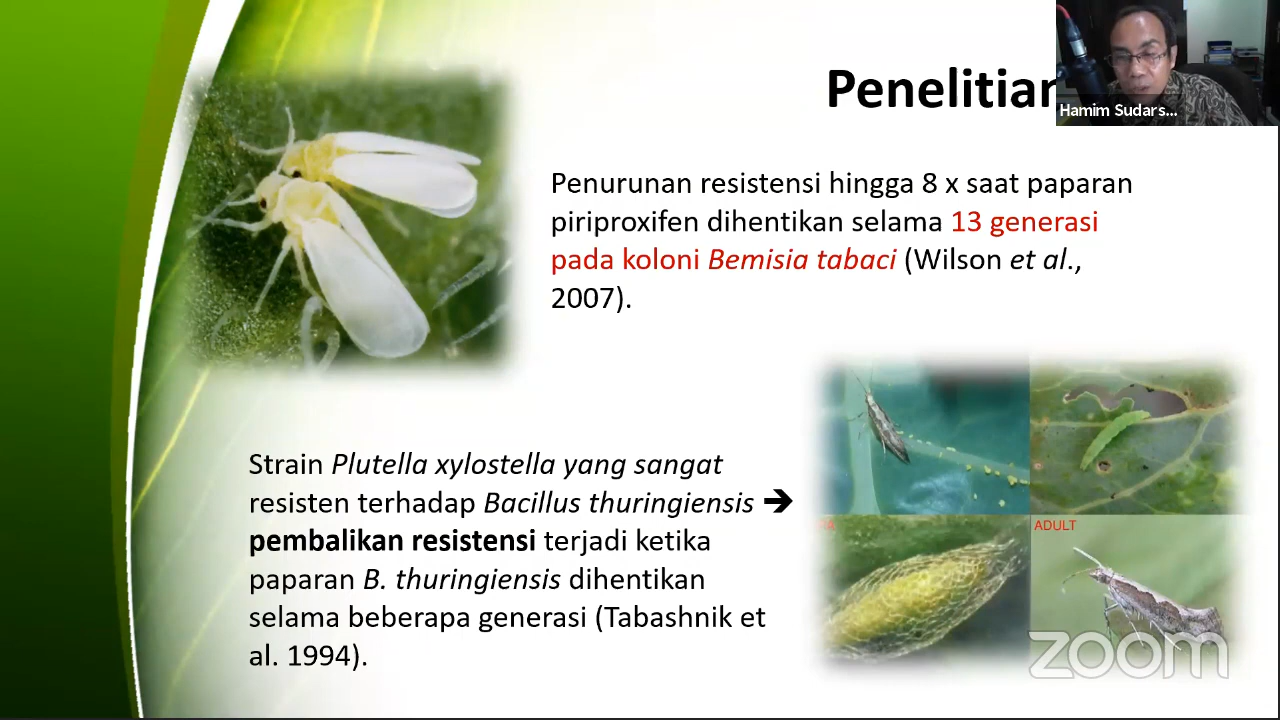 Penelitian
Hamim Sudars...
Penurunan resistensi hingga 8 x saat paparan
piriproxifen dihentikan selama 13 generasi
pada koloni Bemisia tabaci (Wilson et al.,
2007).
Strain Plutella xylostella yang sangat
resisten terhadap Bacillus thuringiensis ➔
pembalikan resistensi terjadi ketika
paparan B. thuringiensis dihentikan
selama beberapa generasi (Tabashnik et
al. 1994).
ADULT
zoom